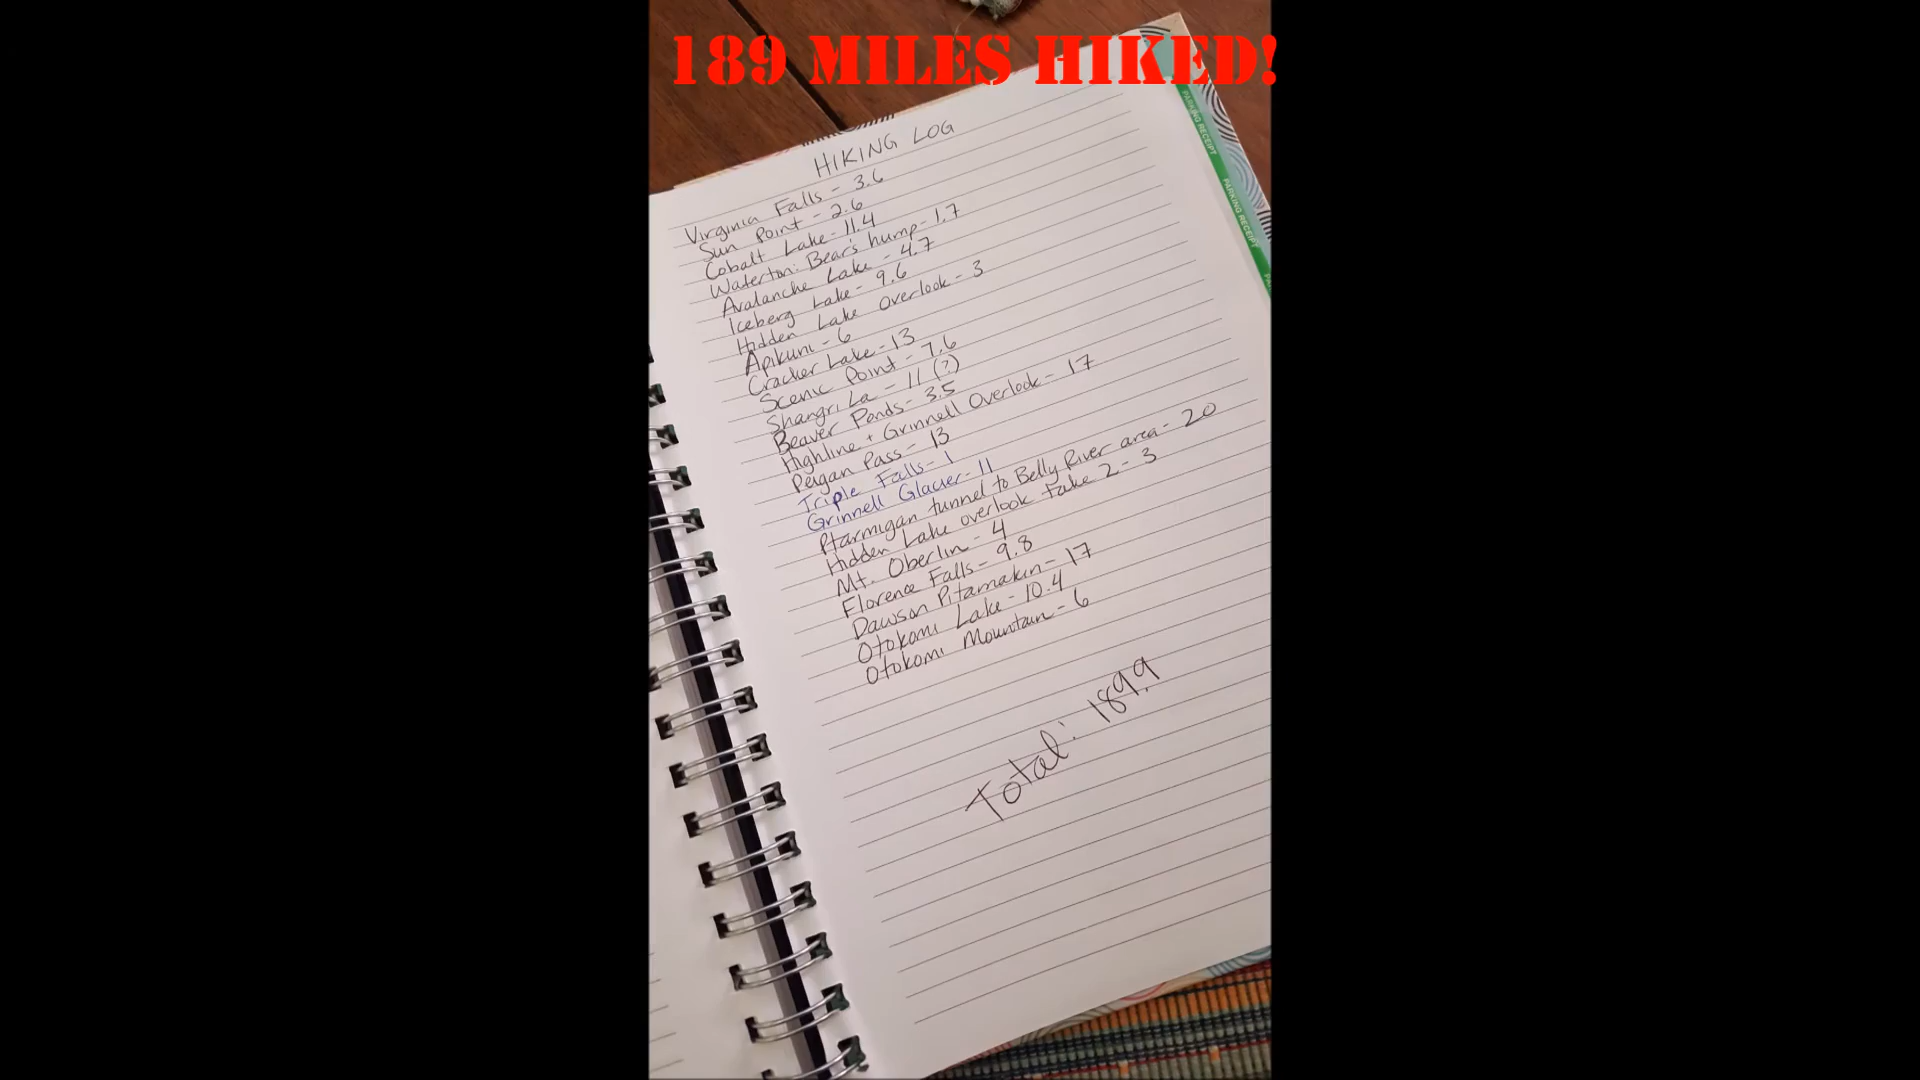 189 MILES HIKED!
HIKING LOG
Virginia Falls - 3.6
Sun Point - 2.6
Cobalt Lake - 11.4
Waterton: Bear's hump - 1.7
Avalanche Lake - 4.7
Iceberg Lake - 9.6
Hidden Lake Overlook - 3
Apikuni - 6
Cracker Lake - 13
Scenic Point - 7.6
Shangri La - 11 (?)
Beaver Ponds - 3.5
Highline + Grinnell Overlook - 17
Peigan Pass - 13
Triple Falls - 1
Grinnell Glacier - 11
Ptarmigan tunnel to Belly River area - 20
Hidden Lake overlook take 2 - 3
Mt. Oberlin - 4
Florence Falls - 9.8
Dawson Pitamakin - 17
Otokomi Lake - 10.4
Otokomi Mountain - 6
Total: 189.9
PARKING RECEIPT
PARKING RECEIPT